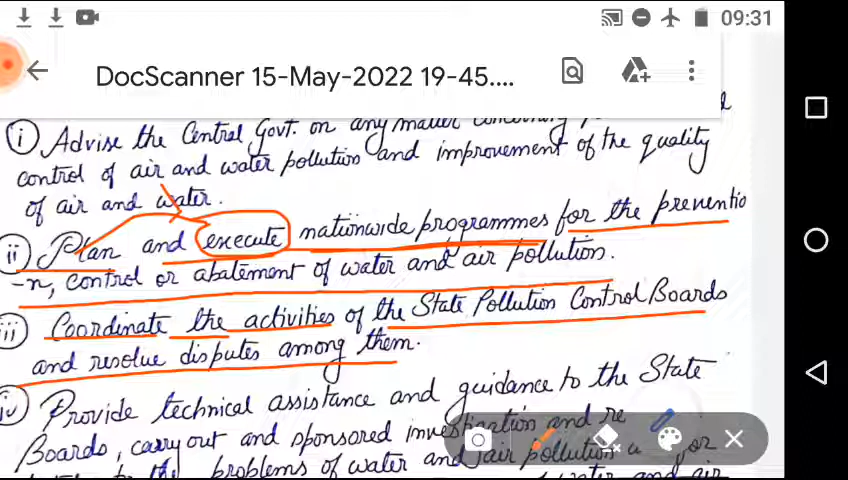 09:31
DocScanner 15-May-2022 19-45....
(i) Advise the Central Govt. on any matter concerning
control of air and water pollution and improvement of the quality
of air and water.
(ii) Plan and execute nationwide programmes for the preventio
-n, control or abatement of water and air pollution.
(iii) Coordinate the activities of the State Pollution Control Boards
and resolve disputes among them.
(iv) Provide technical assistance and guidance to the State
Boards, carry out and sponsored investigation and re
problems of water and air pollution
water and air